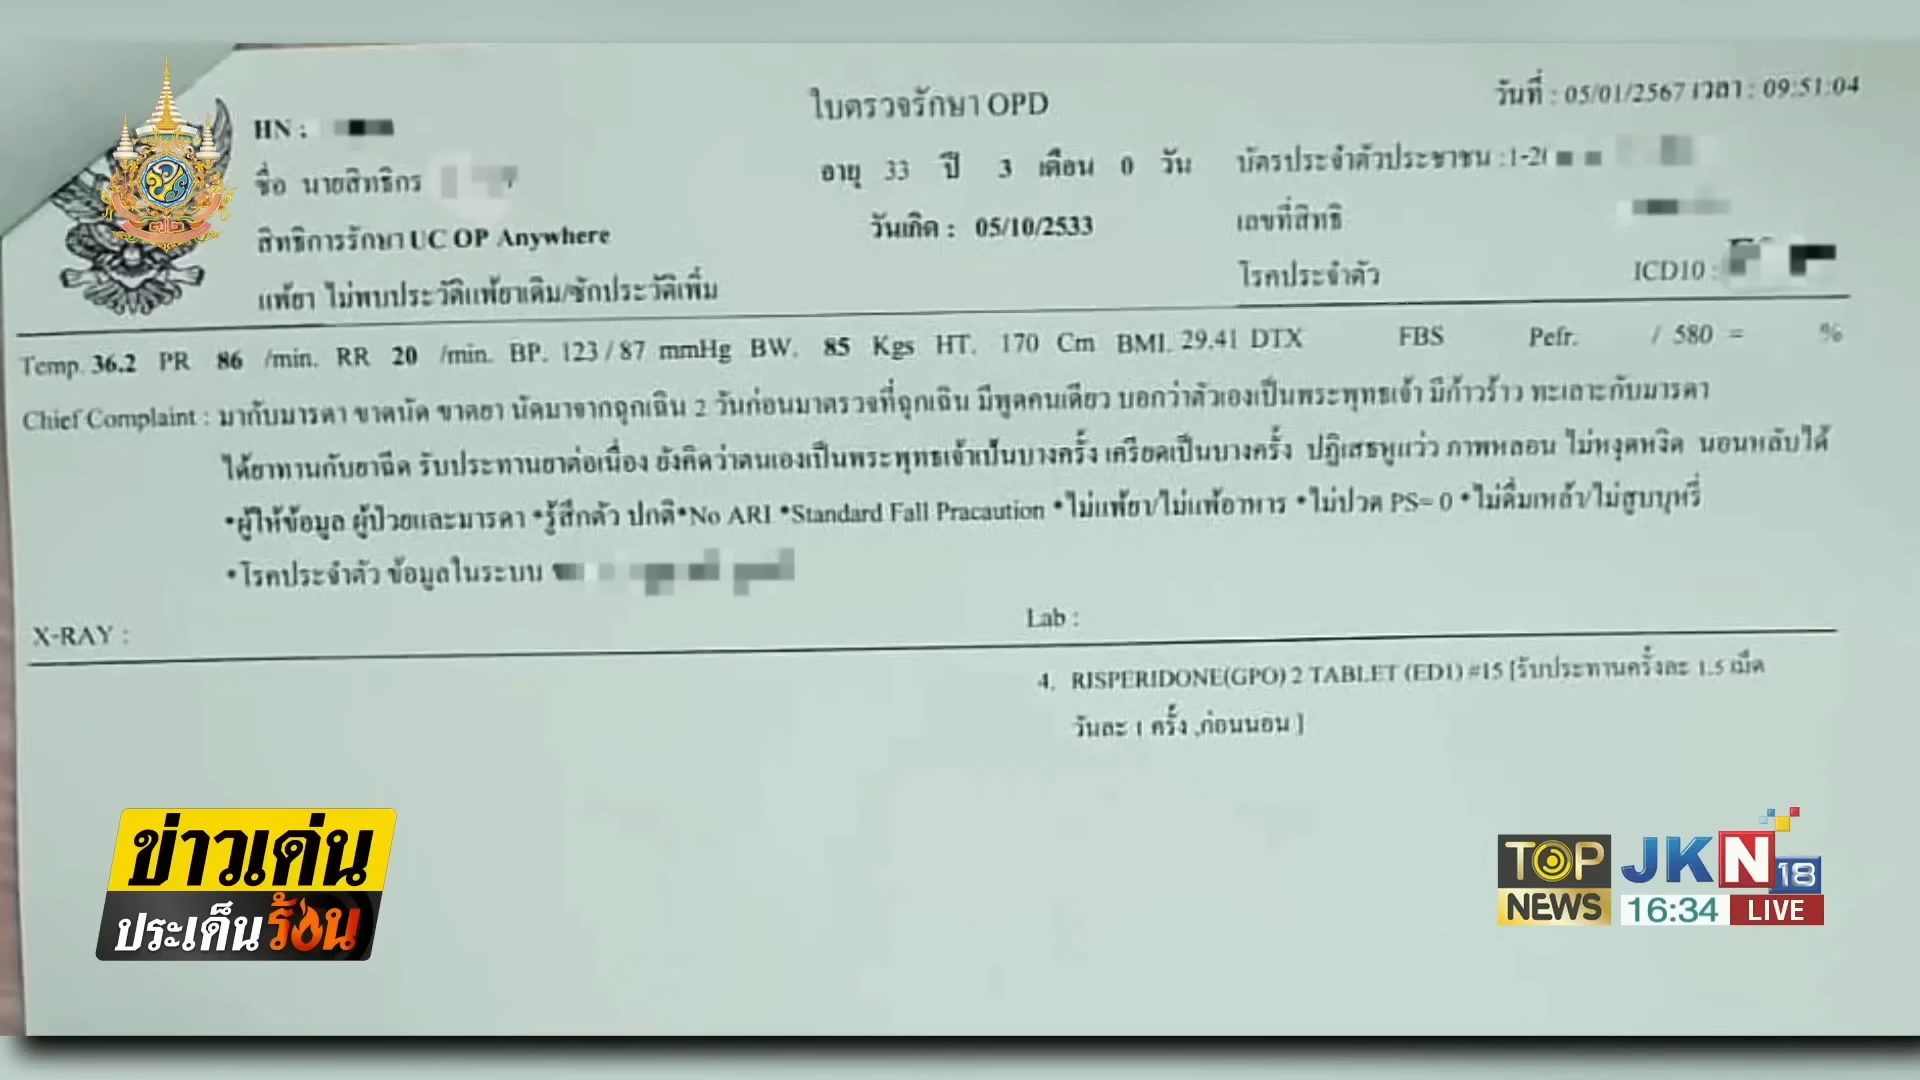 ใบตรวจรักษา OPD
วันที่ : 05/01/2567 เวลา : 09:51:04
HN :
อายุ 33 ปี 3 เดือน 0 วัน
บัตรประจำตัวประชาชน :1-2
ชื่อ นายสิทธิกร
วันเกิด : 05/10/2533
เลขที่สิทธิ
สิทธิการรักษา UC OP Anywhere
โรคประจำตัว
ICD10 :
แพ้ยา ไม่พบประวัติแพ้ยาเดิม/ซักประวัติเพิ่ม
Temp. 36.2 PR 86 /min. RR 20 /min. BP. 123 / 87 mmHg BW. 85 Kgs HT. 170 Cm BMI. 29.41 DTX FBS Pefr. / 580 = %
Chief Complaint : มากับมารดา ขาดนัด ขาดยา นัดมาจากฉุกเฉิน 2 วันก่อนมาตรวจที่ฉุกเฉิน มีพูดคนเดียว บอกว่าตัวเองเป็นพระพุทธเจ้า มีก้าวร้าว ทะเลาะกับมารดา
ได้ยาทานกับยาฉีด รับประทานยาต่อเนื่อง ยังคิดว่าตนเองเป็นพระพุทธเจ้าเป็นบางครั้ง เครียดเป็นบางครั้ง ปฏิเสธหูแว่ว ภาพหลอน ไม่หงุดหงิด นอนหลับได้
*ผู้ให้ข้อมูล ผู้ป่วยและมารดา *รู้สึกตัว ปกติ*No ARI *Standard Fall Pracaution *ไม่แพ้ยา/ไม่แพ้อาหาร *ไม่ปวด PS= 0 *ไม่ดื่มเหล้า/ไม่สูบบุหรี่
*โรคประจำตัว ข้อมูลในระบบ
X-RAY :
Lab :
4. RISPERIDONE(GPO) 2 TABLET (ED1) #15 [รับประทานครั้งละ 1.5 เม็ด
วันละ 1 ครั้ง ,ก่อนนอน ]
ข่าวเด่น
ประเด็นร้อน
TOP NEWS
JKN 18
16:34 LIVE